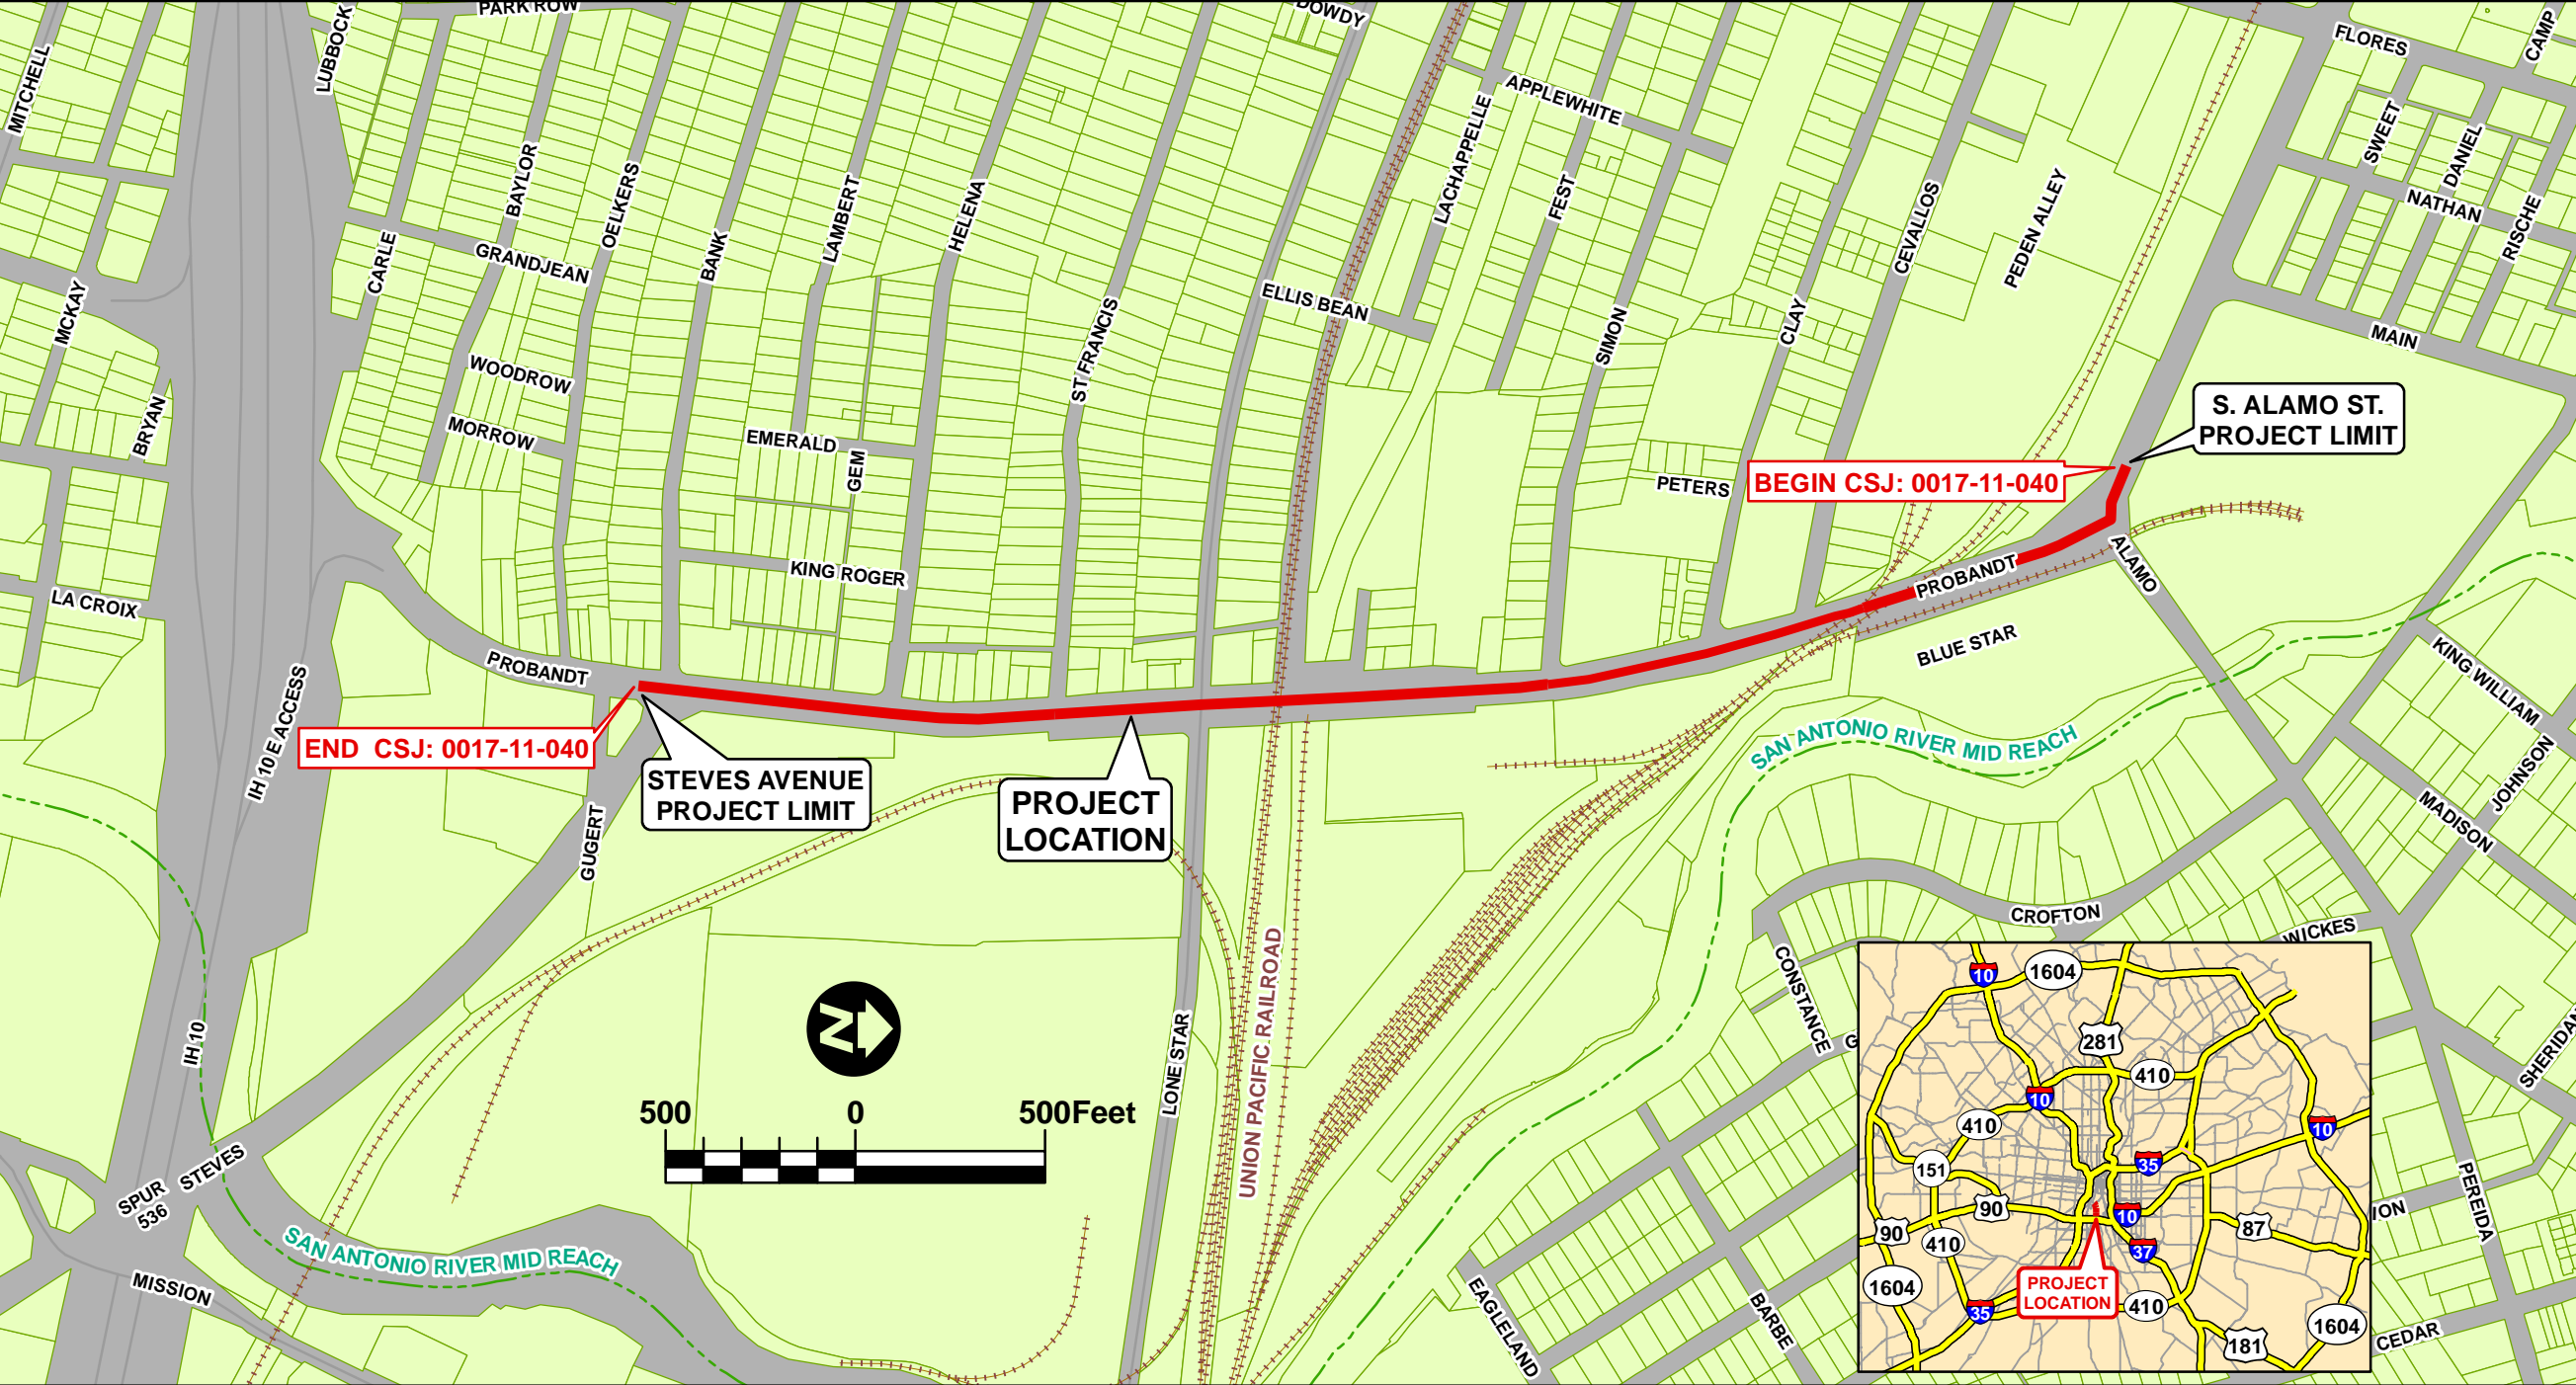 PARK ROW
DOWDY
LUBBOCK
MITCHELL
FLORES
CAMP
APPLEWHITE
LACHAPPELLE
SWEET
DANIEL
BAYLOR
OELKERS
LAMBERT
HELENA
FEST
CEVALLOS
PEDEN ALLEY
NATHAN
RISCHE
CARLE
GRANDJEAN
BANK
MCKAY
ELLIS BEAN
ST FRANCIS
SIMON
CLAY
MAIN
WOODROW
BRYAN
MORROW
EMERALD
GEM
PETERS
S. ALAMO ST.
PROJECT LIMIT
BEGIN CSJ: 0017-11-040
KING ROGER
PROBANDT
ALAMO
LA CROIX
BLUE STAR
PROBANDT
KING WILLIAM
IH 10 E ACCESS
END CSJ: 0017-11-040
STEVES AVENUE
PROJECT LIMIT
PROJECT
LOCATION
SAN ANTONIO RIVER MID REACH
JOHNSON
MADISON
GUGERT
CROFTON
WICKES
CONSTANCE
G
UNION PACIFIC RAILROAD
LONE STAR
IH 10
N
500 0 500Feet
SHERIDAN
STEVES
SPUR
536
SAN ANTONIO RIVER MID REACH
MISSION
EAGLELAND
BARBE
ION
PEREIDA
CEDAR
10
1604
281
410
10
410
10
151
35
90
10
90
410
87
37
1604
PROJECT
LOCATION
35
410
1604
181